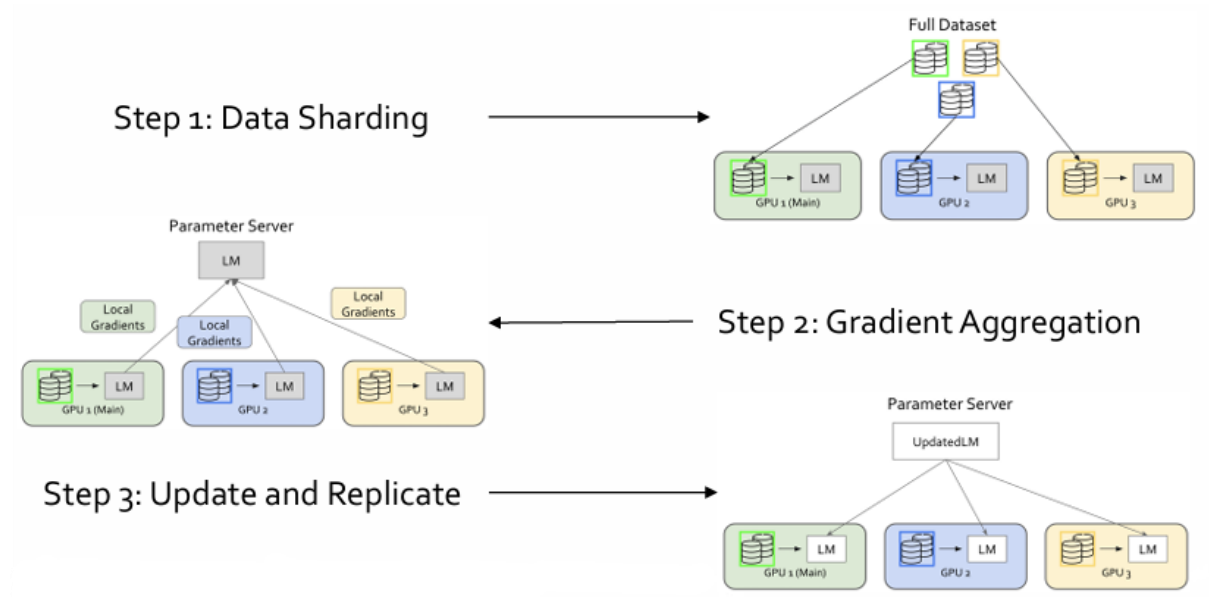 Full Dataset
Step 1: Data Sharding
LM
LM
LM
GPU 1 (Main)
GPU 2
GPU 3
Parameter Server
LM
Local
Gradients
Local
Gradients
Local
Gradients
Step 2: Gradient Aggregation
LM
LM
LM
GPU 1 (Main)
GPU 2
GPU 3
Parameter Server
UpdatedLM
Step 3: Update and Replicate
LM
LM
LM
GPU 1 (Main)
GPU 2
GPU 3